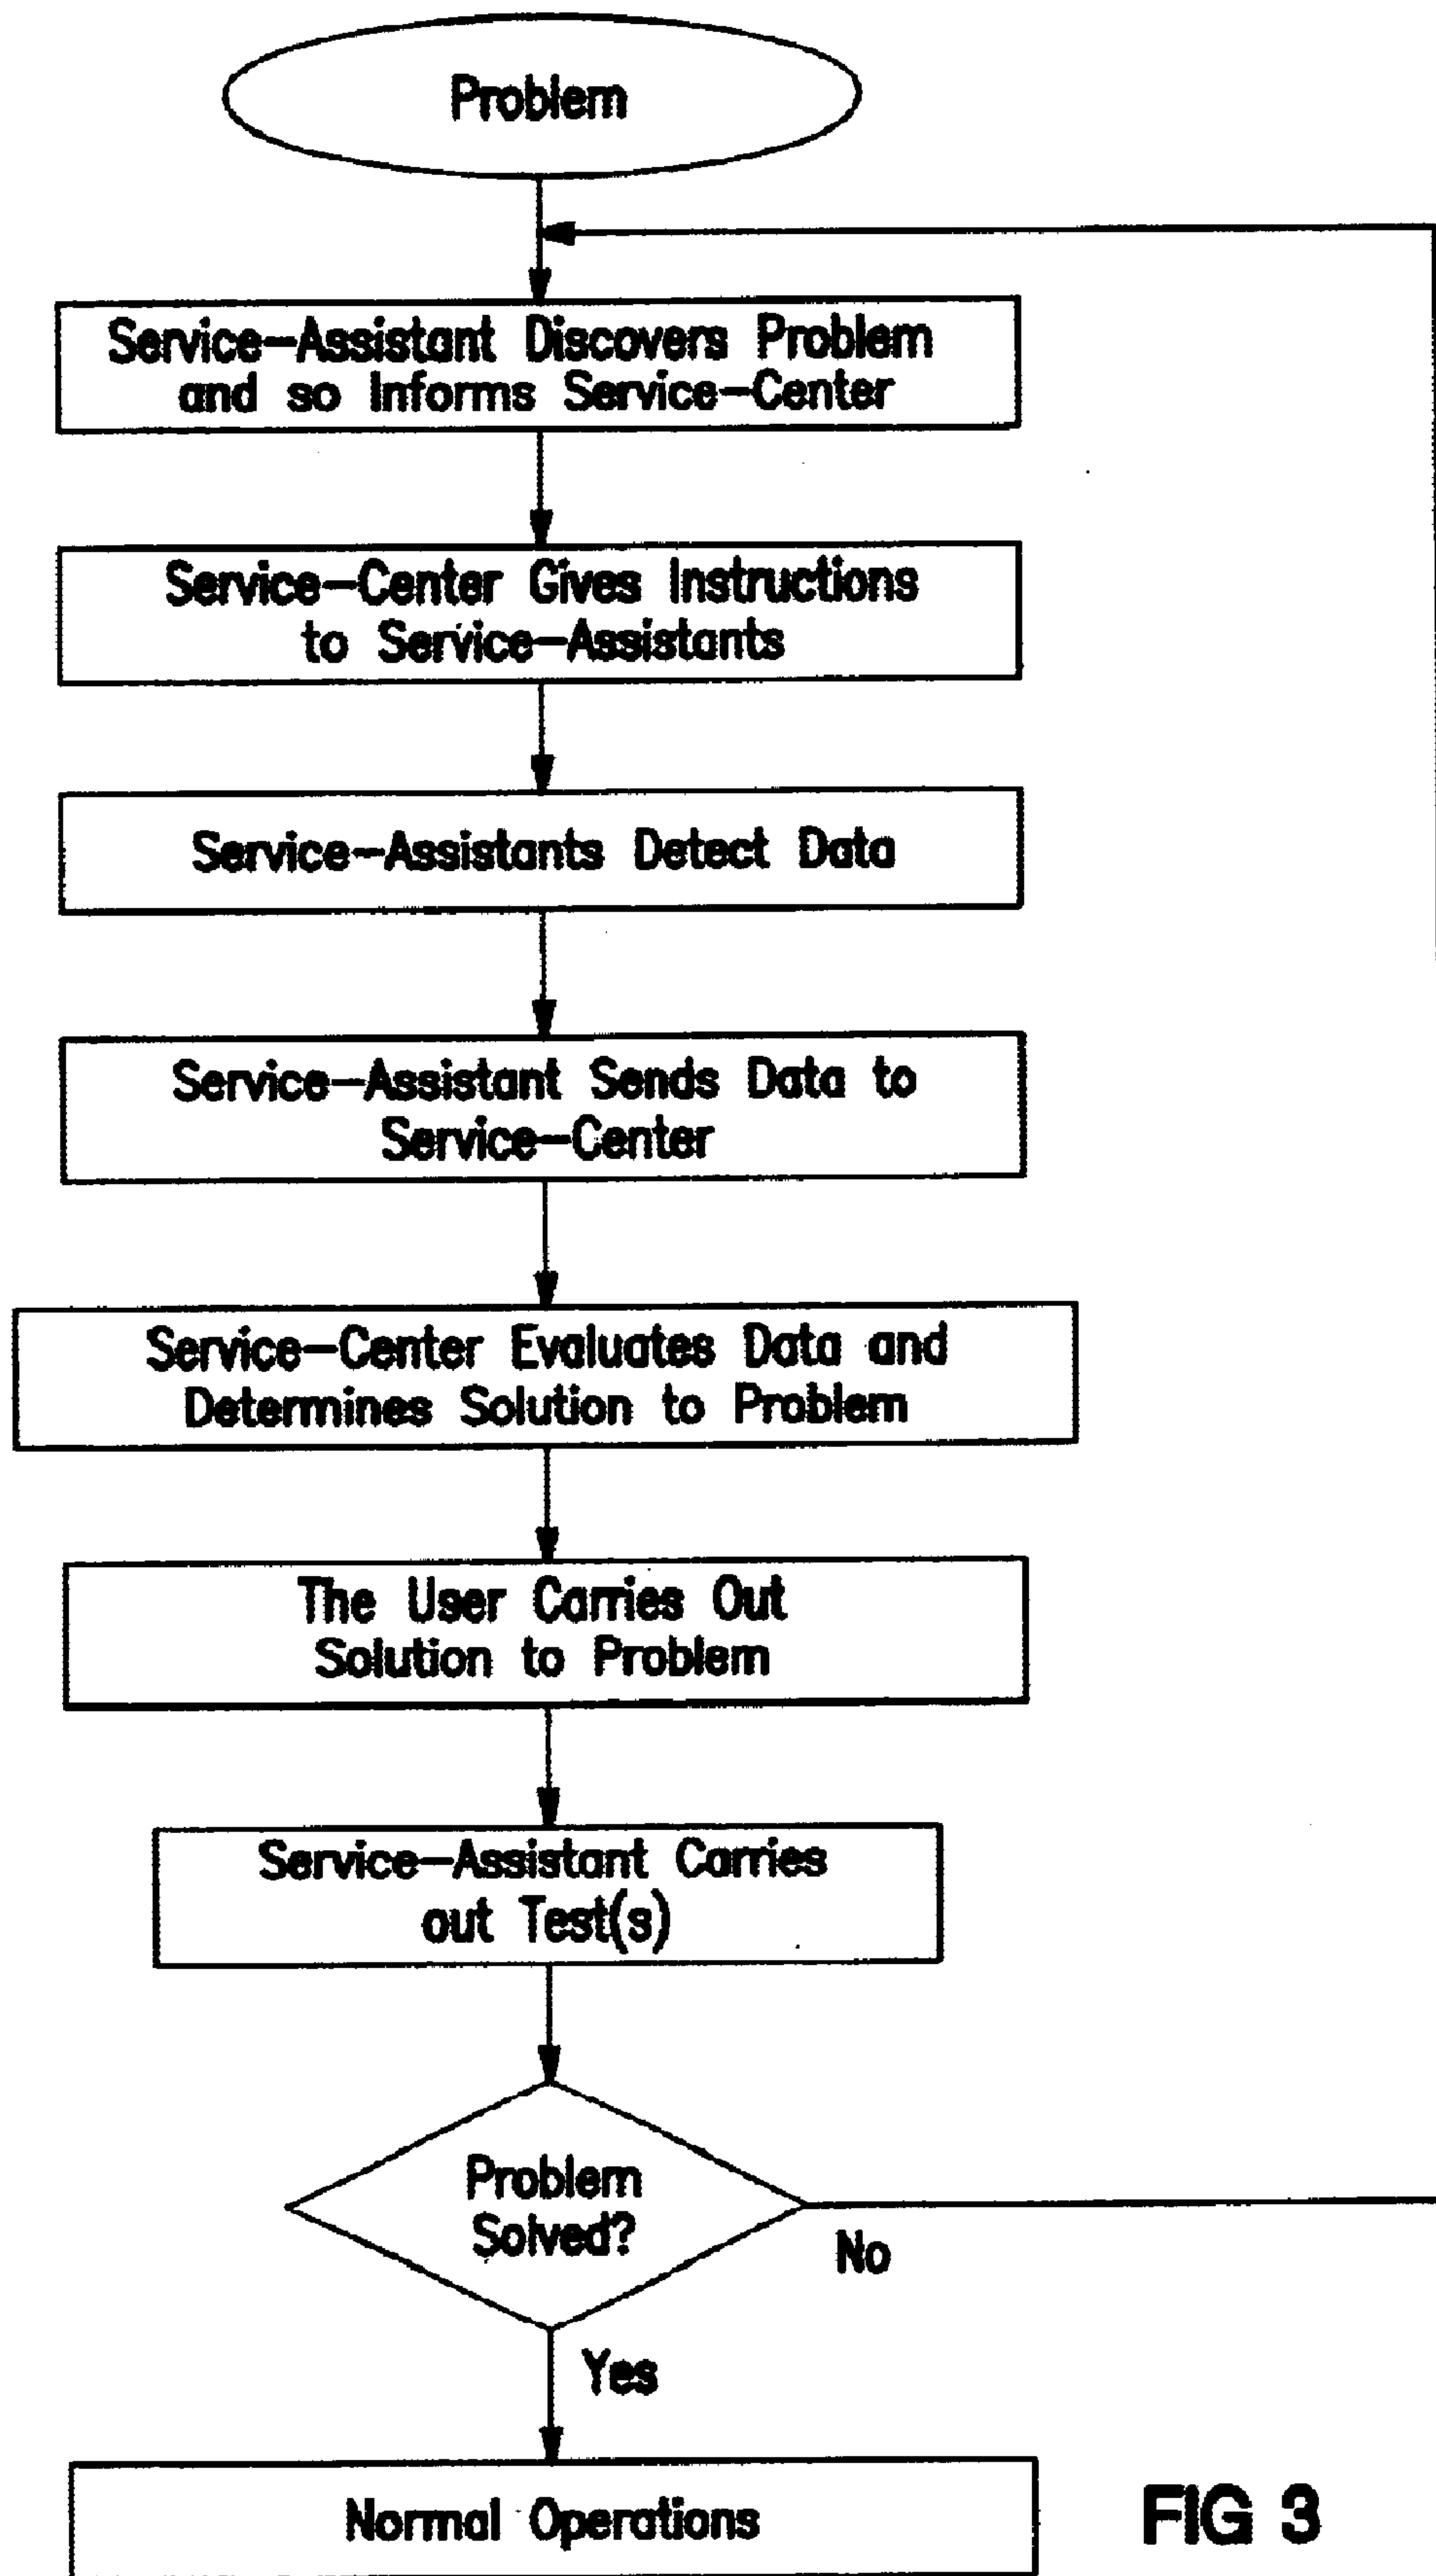 Problem
Service-Assistant Discovers Problem
and so Informs Service-Center
Service-Center Gives Instructions
to Service-Assistants
Service-Assistants Detect Data
Service-Assistant Sends Data to
Service-Center
Service-Center Evaluates Data and
Determines Solution to Problem
The User Carries Out
Solution to Problem
Service-Assistant Carries
out Test(s)
Problem
Solved?
No
Yes
Normal Operations
FIG 3